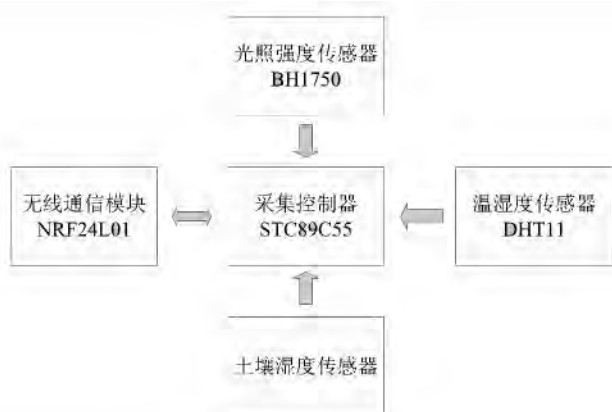 光照强度传感器
BH1750
无线通信模块
NRF24L01
采集控制器
STC89C55
温湿度传感器
DHT11
土壤湿度传感器